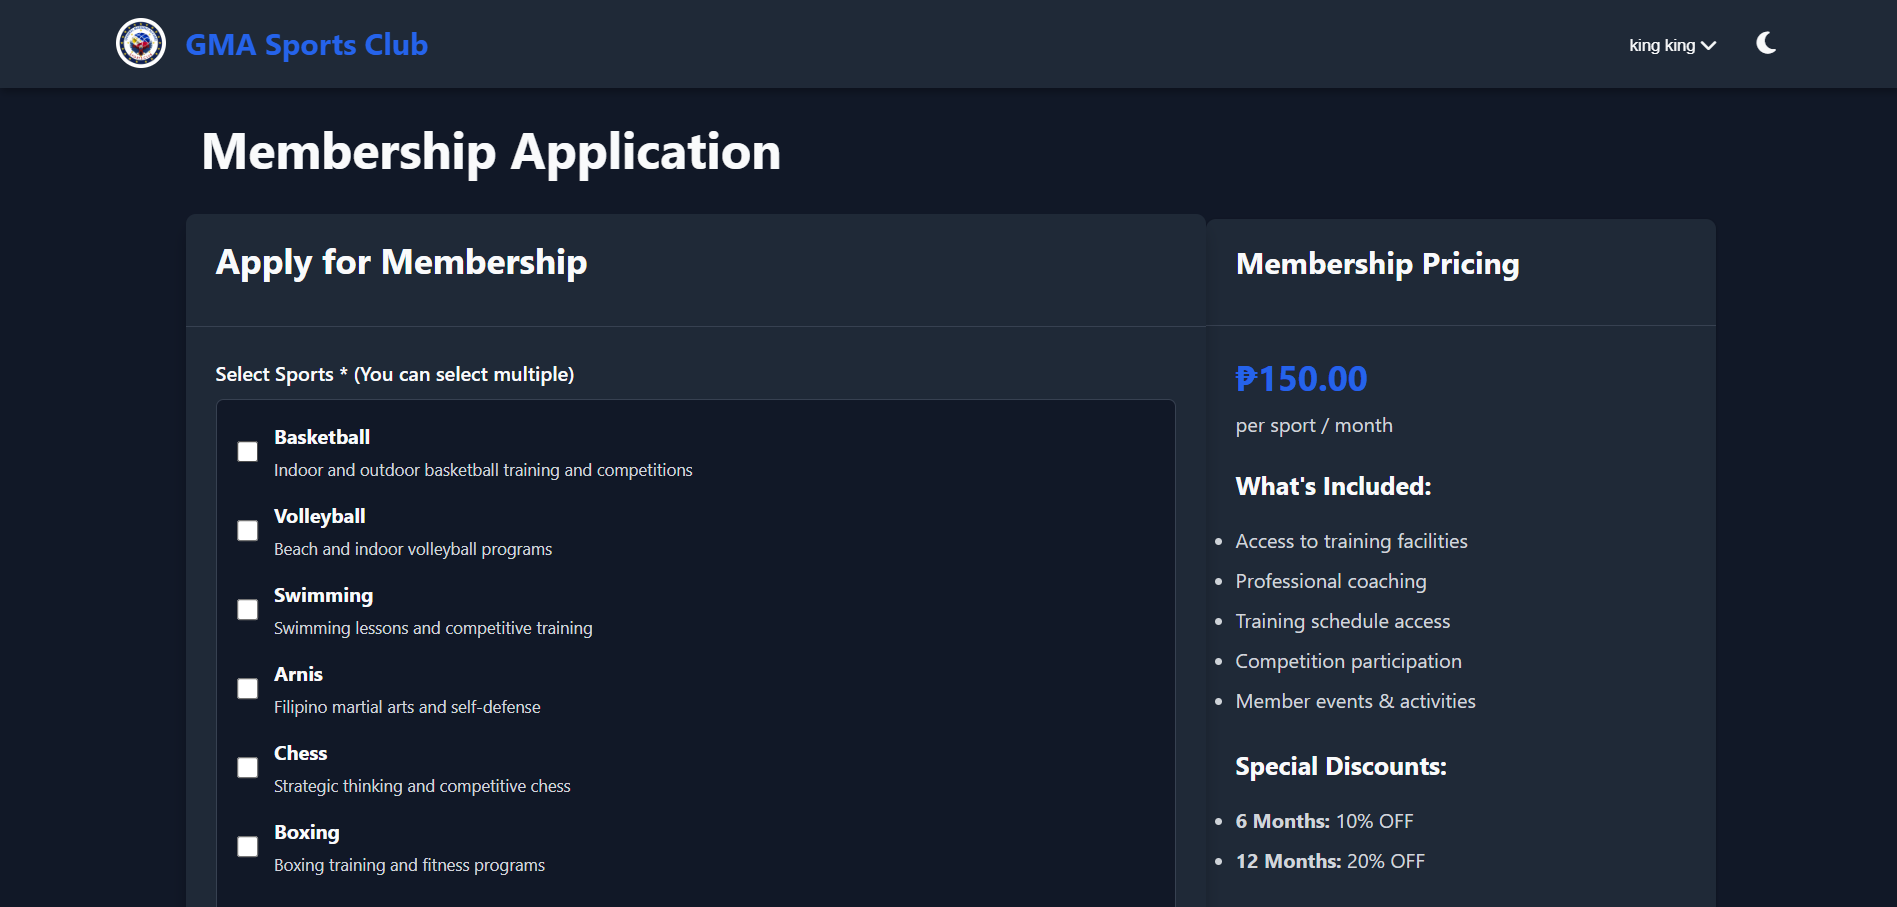 GMA Sports Club
king king
Membership Application
Apply for Membership
Select Sports * (You can select multiple)
Basketball
Indoor and outdoor basketball training and competitions
Volleyball
Beach and indoor volleyball programs
Swimming
Swimming lessons and competitive training
Arnis
Filipino martial arts and self-defense
Chess
Strategic thinking and competitive chess
Boxing
Boxing training and fitness programs
Membership Pricing
₱150.00
per sport / month
What's Included:
• Access to training facilities
• Professional coaching
• Training schedule access
• Competition participation
• Member events & activities
Special Discounts:
• 6 Months: 10% OFF
• 12 Months: 20% OFF